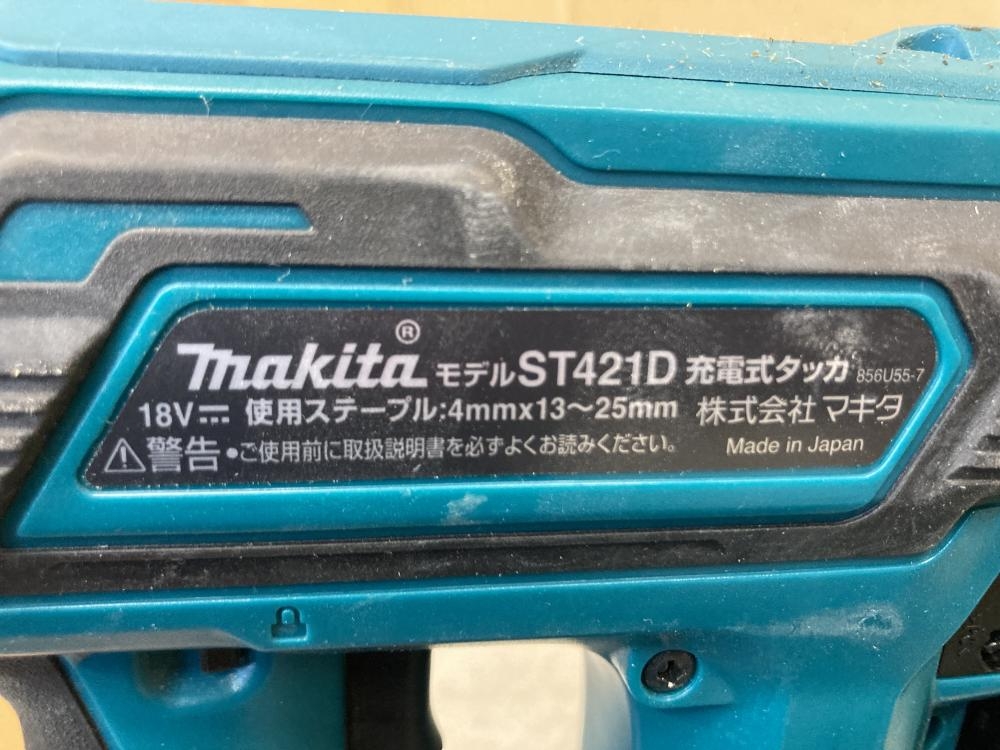 makita® モデルST421D 充電式タッカ 856U55-7
18V⎓ 使用ステープル:4mmx13～25mm 株式会社マキタ
⚠警告 •ご使用前に取扱説明書を必ずよくお読みください。 Made in Japan